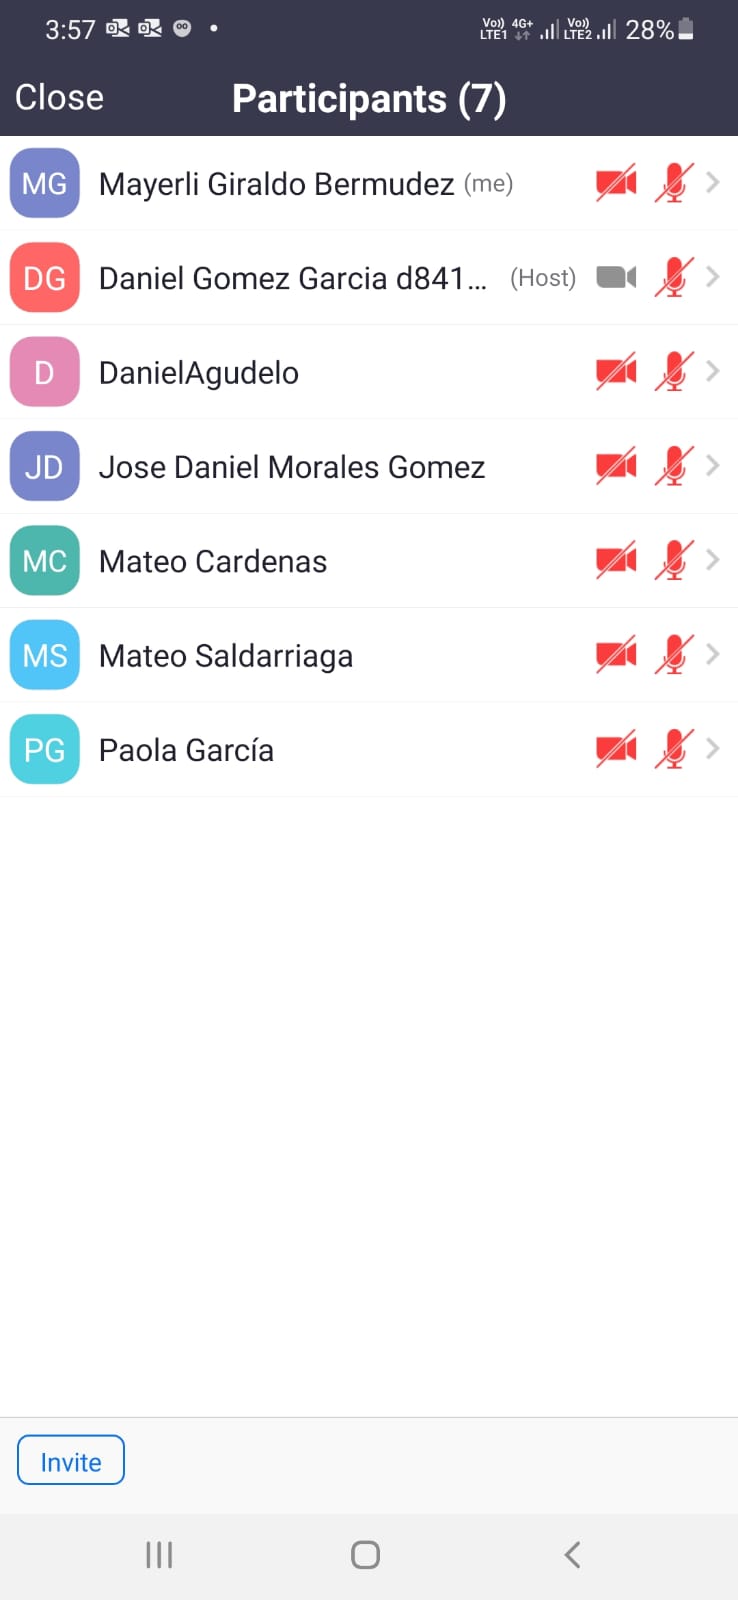 3:57 Vo)) LTE1 4G+ Vo)) LTE2 28%
Close Participants (7)
MG Mayerli Giraldo Bermudez (me)
DG Daniel Gomez Garcia d841... (Host)
D DanielAgudelo
JD Jose Daniel Morales Gomez
MC Mateo Cardenas
MS Mateo Saldarriaga
PG Paola García
Invite